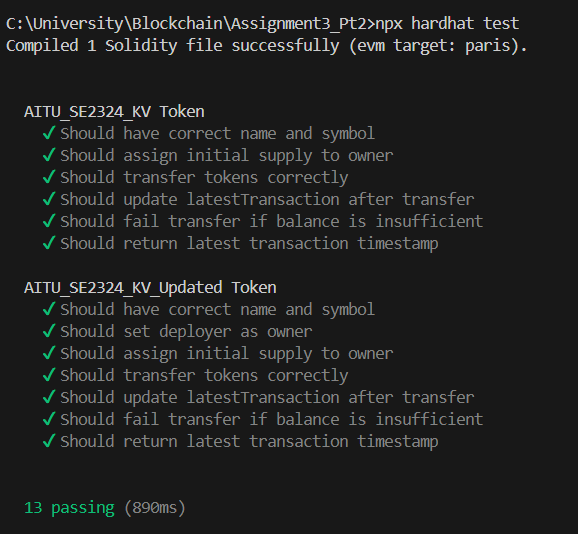 C:\University\Blockchain\Assignment3_Pt2>npx hardhat test
Compiled 1 Solidity file successfully (evm target: paris).
AITU_SE2324_KV Token
✓ Should have correct name and symbol
✓ Should assign initial supply to owner
✓ Should transfer tokens correctly
✓ Should update latestTransaction after transfer
✓ Should fail transfer if balance is insufficient
✓ Should return latest transaction timestamp
AITU_SE2324_KV_Updated Token
✓ Should have correct name and symbol
✓ Should set deployer as owner
✓ Should assign initial supply to owner
✓ Should transfer tokens correctly
✓ Should update latestTransaction after transfer
✓ Should fail transfer if balance is insufficient
✓ Should return latest transaction timestamp
13 passing (890ms)